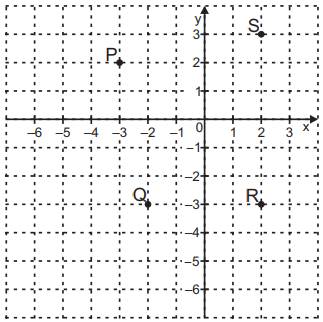 y
S
3
P
2
1
–6 –5 –4 –3 –2 –1 0 1 2 3 x
–1
–2
Q R
–3
–4
–5
–6